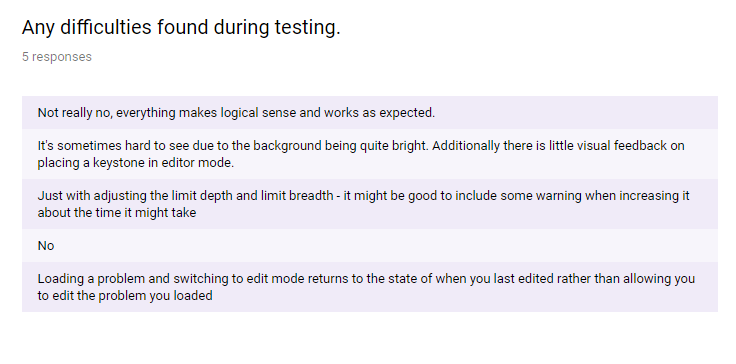 Any difficulties found during testing.
5 responses
Not really no, everything makes logical sense and works as expected.
It's sometimes hard to see due to the background being quite bright. Additionally there is little visual feedback on
placing a keystone in editor mode.
Just with adjusting the limit depth and limit breadth - it might be good to include some warning when increasing it
about the time it might take
No
Loading a problem and switching to edit mode returns to the state of when you last edited rather than allowing you
to edit the problem you loaded